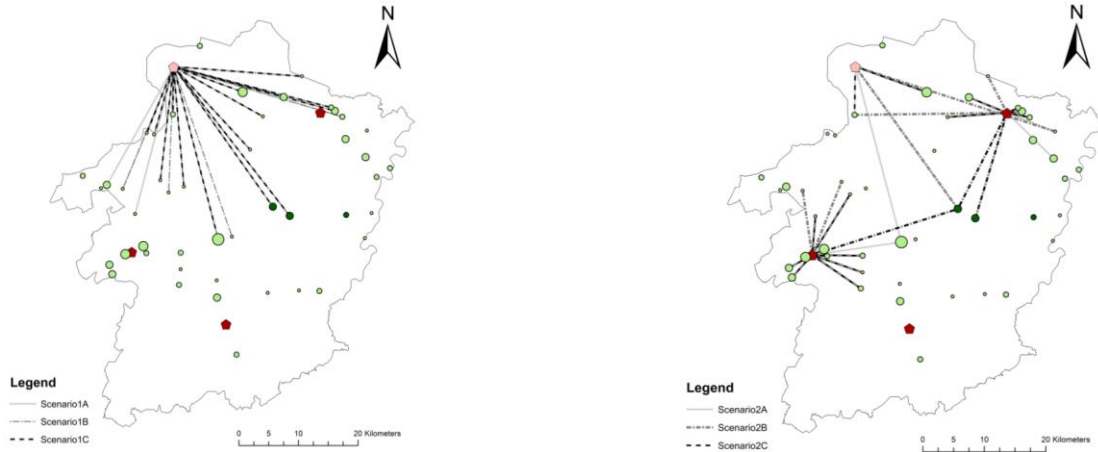 N
Legend
Scenario1A
Scenario1B
Scenario1C
0 5 10 20 Kilometers
N
Legend
Scenario2A
Scenario2B
Scenario2C
0 5 10 20 Kilometers